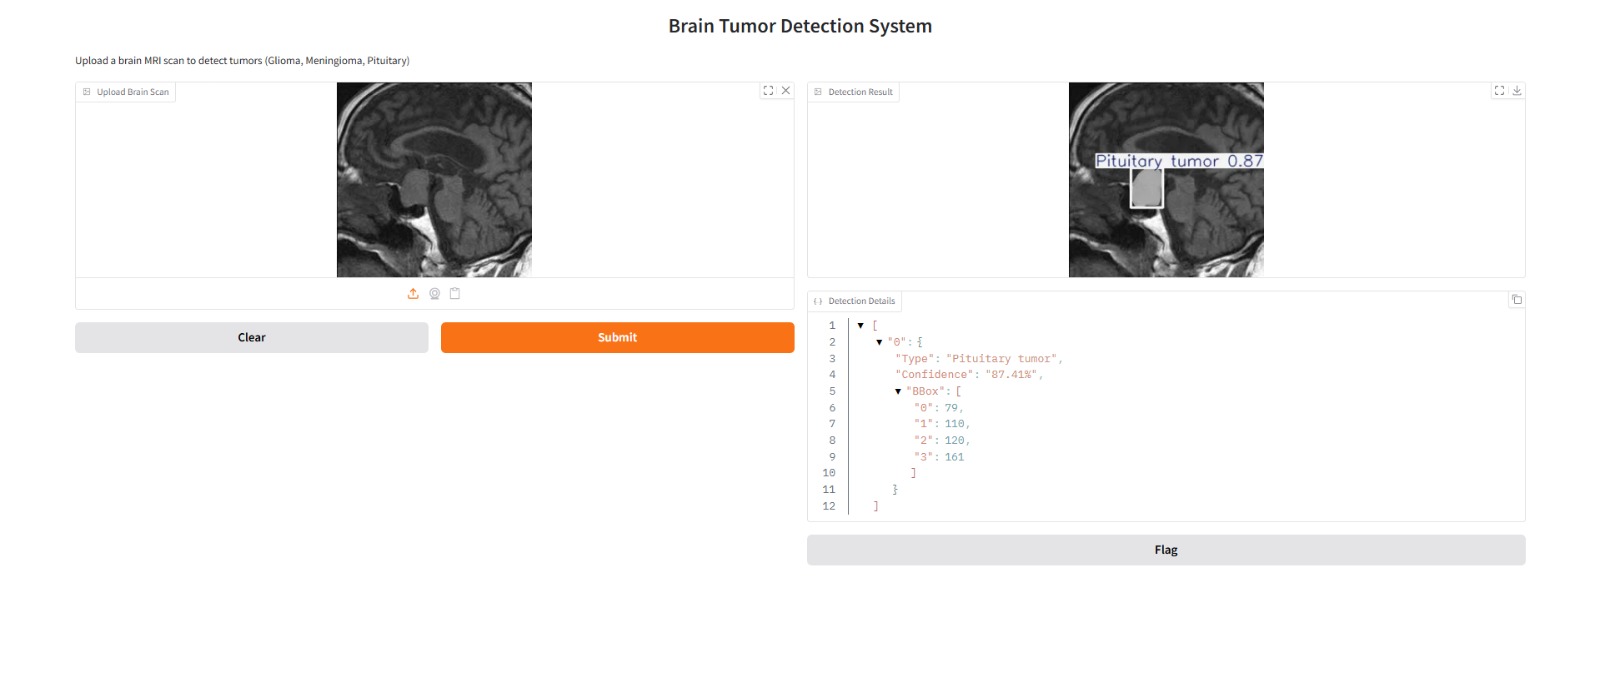 Brain Tumor Detection System
Upload a brain MRI scan to detect tumors (Glioma, Meningioma, Pituitary)
Upload Brain Scan
Clear
Submit
Detection Result
Pituitary tumor 0.87
Detection Details
1 [
2 "0": {
3 "Type": "Pituitary tumor",
4 "Confidence": "87.41%",
5 "BBox": [
6 "0": 79,
7 "1": 110,
8 "2": 120,
9 "3": 161
10 ]
11 }
12 ]
Flag